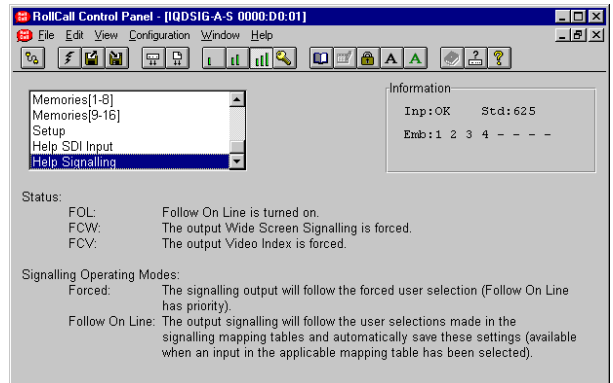 RollCall Control Panel - [IQDSIG-A-S 0000:D0:01]
File Edit View Configuration Window Help
A A
Memories[1-8]
Memories[9-16]
Setup
Help SDI Input
Help Signalling
Information
Inp:OK Std:625
Emb:1 2 3 4 - - - -
Status:
FOL: Follow On Line is turned on.
FCW: The output Wide Screen Signalling is forced.
FCV: The output Video Index is forced.
Signalling Operating Modes:
Forced: The signalling output will follow the forced user selection (Follow On Line
has priority).
Follow On Line: The output signalling will follow the user selections made in the
signalling mapping tables and automatically save these settings (available
when an input in the applicable mapping table has been selected).